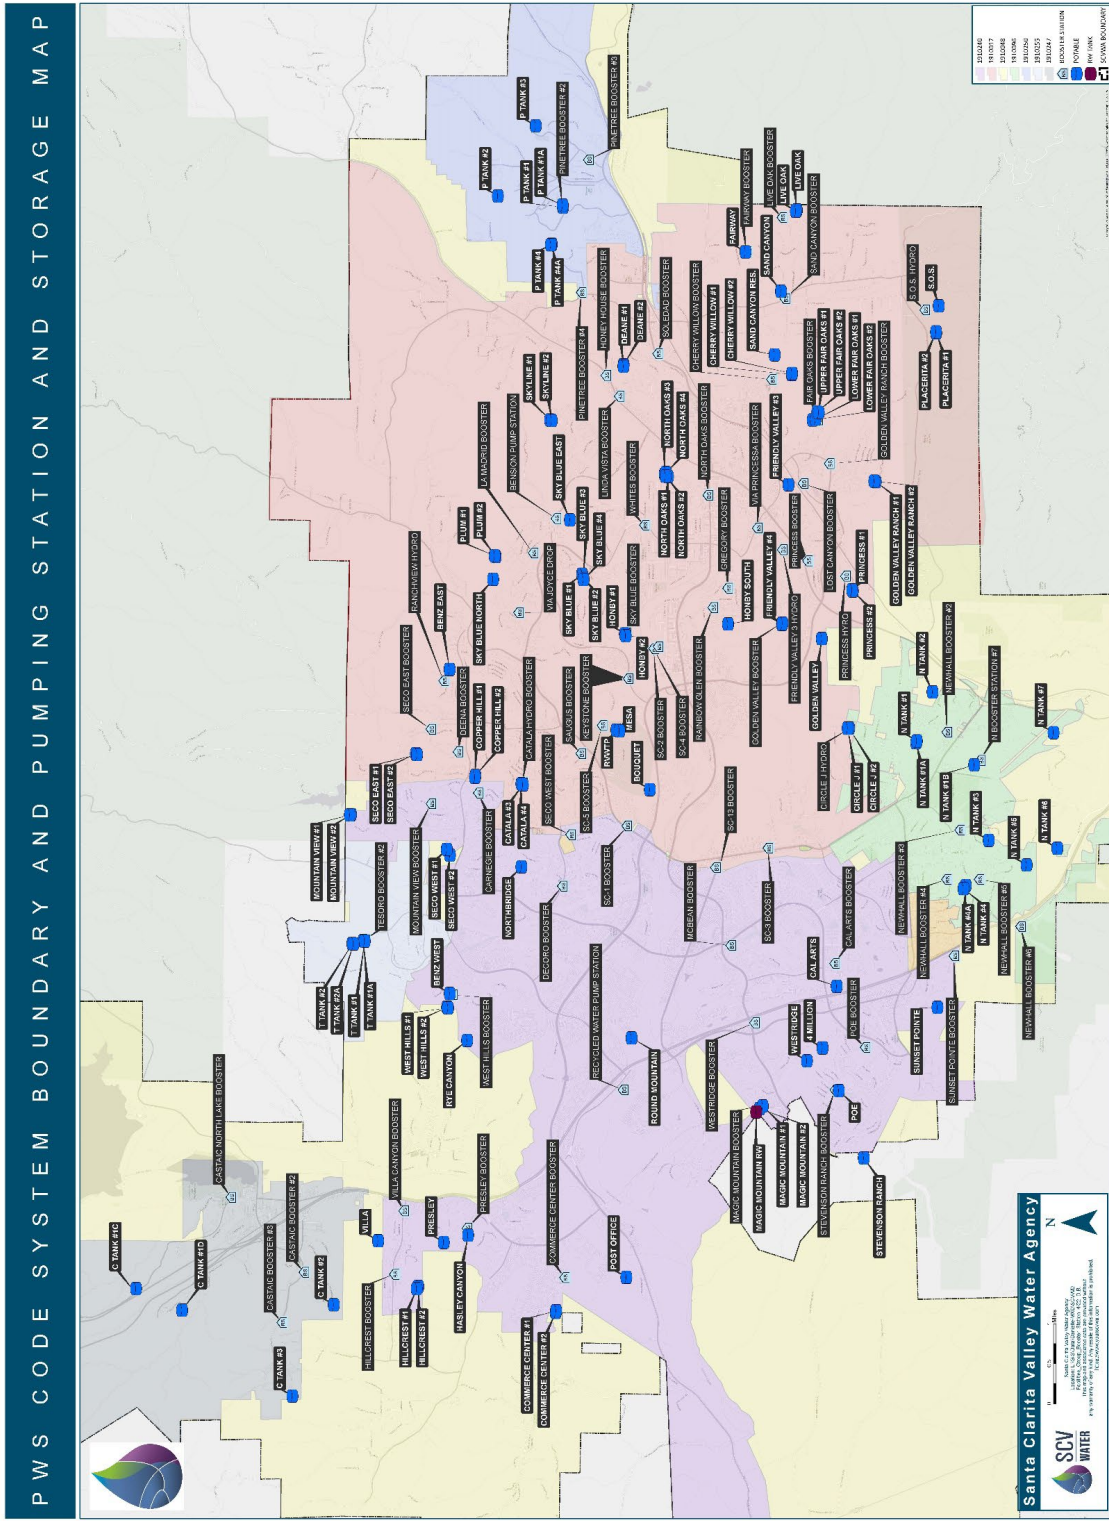 PWS CODE SYSTEM BOUNDARY AND PUMPING STATION AND STORAGE MAP
C TANK #1C
C TANK #1D
CASTAIC NORTH LAKE BOOSTER
CASTAIC BOOSTER #2
CASTAIC BOOSTER #3
C TANK #2
C TANK #3
VILLA
VILLA CANYON BOOSTER
HILLCREST BOOSTER
HILLCREST #1
HILLCREST #2
PRESLEY
PRESLEY BOOSTER
HASLEY CANYON
COMMERCE CENTER BOOSTER
COMMERCE CENTER #1
COMMERCE CENTER #2
POST OFFICE
T TANK #2
T TANK #2A
T TANK #1
T TANK #1A
TESORO BOOSTER #2
MOUNTAIN VIEW #1
MOUNTAIN VIEW #2
MOUNTAIN VIEW BOOSTER
SECO EAST #1
SECO EAST #2
SECO EAST BOOSTER
RANCHVIEW HYDRO
BENZ EAST
DEENA BOOSTER
COPPER HILL #1
COPPER HILL #2
SECO WEST #1
SECO WEST #2
CARNEGIE BOOSTER
BENZ WEST
WEST HILLS #1
WEST HILLS #2
WEST HILLS BOOSTER
RYE CANYON
NORTHBRIDGE
CATALA #3
CATALA #4
CATALA HYDRO BOOSTER
SECO WEST BOOSTER
DECORO BOOSTER
SKY BLUE NORTH
PLUM #1
PLUM #2
LA MADRID BOOSTER
BENSION PUMP STATION
SKYLINE #1
SKYLINE #2
SKY BLUE EAST
VIA JOYCE DROP
SKY BLUE #1
SKY BLUE #2
SKY BLUE #3
SKY BLUE #4
SKY BLUE BOOSTER
HONBY #1
HONBY #2
SAUGUS BOOSTER
KEYSTONE BOOSTER
SC-5 BOOSTER
RVWTP
MESA
BOUQUET
SC-1 BOOSTER
SC-2 BOOSTER
SC-4 BOOSTER
P TANK #3
P TANK #2
P TANK #1
P TANK #1A
PINETREE BOOSTER #2
PINETREE BOOSTER #3
P TANK #4
P TANK #4A
PINETREE BOOSTER #4
HONEY HOUSE BOOSTER
LINDA VISTA BOOSTER
DEANE #1
DEANE #2
WHITES BOOSTER
SOLEDAD BOOSTER
NORTH OAKS #1
NORTH OAKS #2
NORTH OAKS #3
NORTH OAKS #4
NORTH OAKS BOOSTER
CHERRY WILLOW BOOSTER
CHERRY WILLOW #1
CHERRY WILLOW #2
SAND CANYON RES.
FAIRWAY
FAIRWAY BOOSTER
SAND CANYON
LIVE OAK BOOSTER
LIVE OAK
LIVE OAK
SAND CANYON BOOSTER
GREGORY BOOSTER
RAINBOW GLEN BOOSTER
HONBY SOUTH
VIA PRINCESSA BOOSTER
FRIENDLY VALLEY #3
FRIENDLY VALLEY #4
FRIENDLY VALLEY 3 HYDRO
GOLDEN VALLEY BOOSTER
GOLDEN VALLEY
PRINCESS BOOSTER
LOST CANYON BOOSTER
PRINCESS HYRO
PRINCESS #1
PRINCESS #2
FAIR OAKS BOOSTER
UPPER FAIR OAKS #1
UPPER FAIR OAKS #2
LOWER FAIR OAKS #1
LOWER FAIR OAKS #2
GOLDEN VALLEY RANCH BOOSTER
GOLDEN VALLEY RANCH #1
GOLDEN VALLEY RANCH #2
S.O.S. HYDRO
S.O.S.
PLACERITA #2
PLACERITA #1
RECYCLED WATER PUMP STATION
ROUND MOUNTAIN
MCBEAN BOOSTER
SC-13 BOOSTER
SC-3 BOOSTER
WESTRIDGE BOOSTER
WESTRIDGE
4 MILLION
CAL ARTS
CAL ARTS BOOSTER
POE BOOSTER
POE
MAGIC MOUNTAIN BOOSTER
MAGIC MOUNTAIN RW
MAGIC MOUNTAIN #1
MAGIC MOUNTAIN #2
STEVENSON RANCH BOOSTER
STEVENSON RANCH
SUNSET POINTE
SUNSET POINTE BOOSTER
CIRCLE J HYDRO
CIRCLE J #1
CIRCLE J #2
N TANK #1
N TANK #1A
N TANK #1B
N TANK #2
NEWHALL BOOSTER #2
N BOOSTER STATION #7
N TANK #7
NEWHALL BOOSTER #3
N TANK #3
NEWHALL BOOSTER #4
N TANK #4A
N TANK #4
N TANK #5
N TANK #6
NEWHALL BOOSTER #5
NEWHALL BOOSTER #6
BOOSTER STATION
POTABLE
RW TANK
SCVWA BOUNDARY
Santa Clarita Valley Water Agency
SCV
WATER
N
0
0.5
Miles